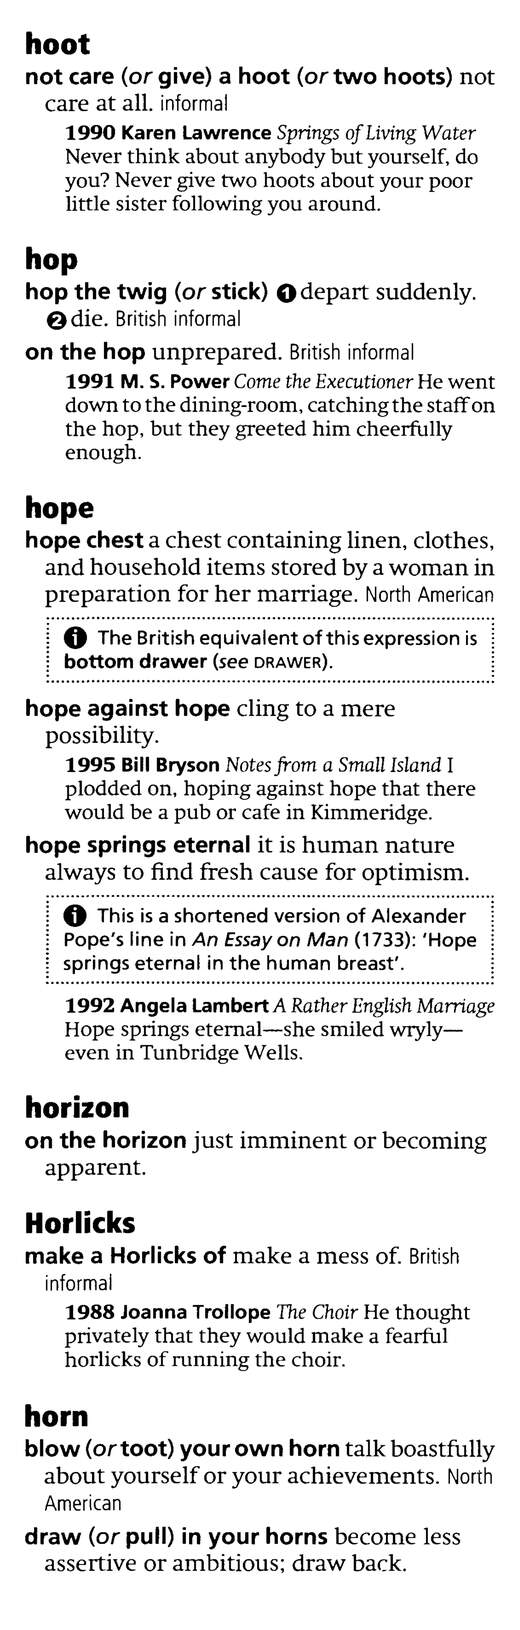 hoot
not care (or give) a hoot (or two hoots) not
care at all. informal
1990 Karen Lawrence Springs of Living Water
Never think about anybody but yourself, do
you? Never give two hoots about your poor
little sister following you around.
hop
hop the twig (or stick) ❶ depart suddenly.
❷ die. British informal
on the hop unprepared. British informal
1991 M. S. Power Come the Executioner He went
down to the dining-room, catching the staff on
the hop, but they greeted him cheerfully
enough.
hope
hope chest a chest containing linen, clothes,
and household items stored by a woman in
preparation for her marriage. North American
The British equivalent of this expression is
bottom drawer (see DRAWER).
hope against hope cling to a mere
possibility.
1995 Bill Bryson Notes from a Small Island I
plodded on, hoping against hope that there
would be a pub or cafe in Kimmeridge.
hope springs eternal it is human nature
always to find fresh cause for optimism.
This is a shortened version of Alexander
Pope's line in An Essay on Man (1733): 'Hope
springs eternal in the human breast'.
1992 Angela Lambert A Rather English Marriage
Hope springs eternal—she smiled wryly—
even in Tunbridge Wells.
horizon
on the horizon just imminent or becoming
apparent.
Horlicks
make a Horlicks of make a mess of. British
informal
1988 Joanna Trollope The Choir He thought
privately that they would make a fearful
horlicks of running the choir.
horn
blow (or toot) your own horn talk boastfully
about yourself or your achievements. North
American
draw (or pull) in your horns become less
assertive or ambitious; draw back.